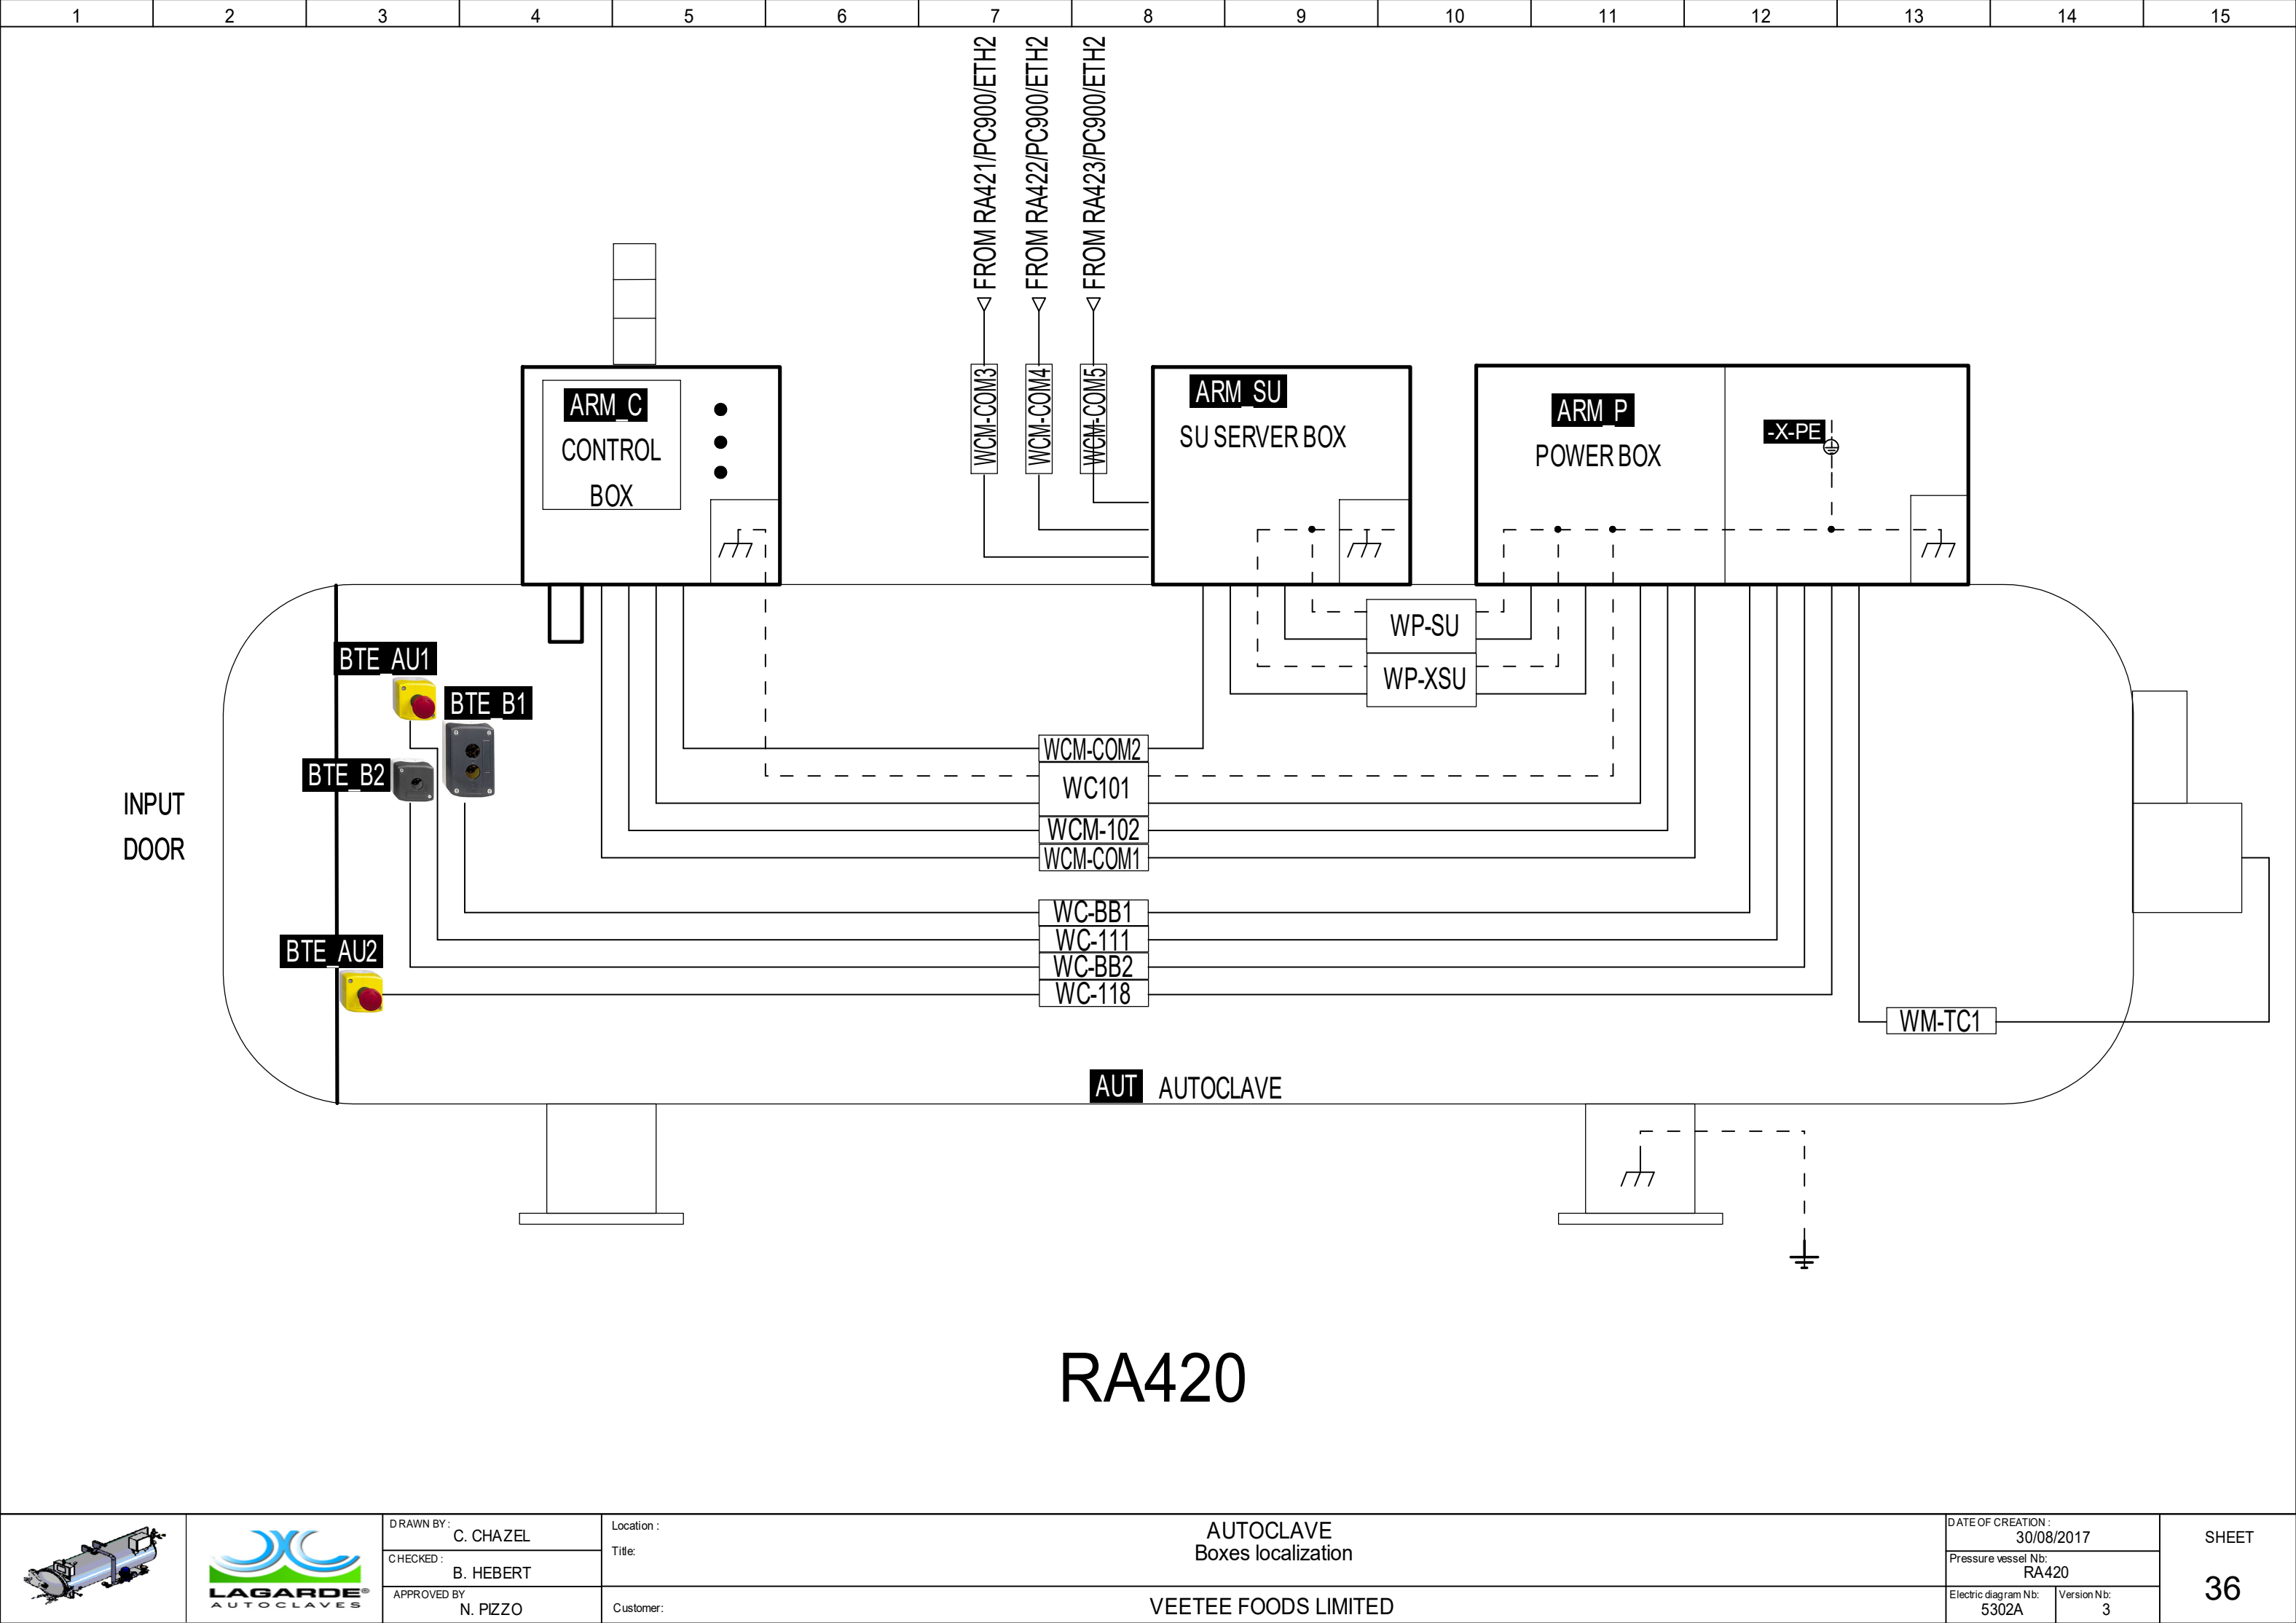 1 2 3 4 5 6 7 8 9 10 11 12 13 14 15
FROM RA421/PC900/ETH2
FROM RA422/PC900/ETH2
FROM RA423/PC900/ETH2
WCM-COM3
WCM-COM4
WCM-COM5
ARM_C
CONTROL
BOX
ARM_SU
SU SERVER BOX
ARM_P
POWER BOX
-X-PE
WP-SU
WP-XSU
BTE_AU1
BTE_B1
BTE_B2
INPUT
DOOR
BTE_AU2
WCM-COM2
WC101
WCM-102
WCM-COM1
WC-BB1
WC-111
WC-BB2
WC-118
WM-TC1
AUT AUTOCLAVE
RA420
LAGARDE®
AUTOCLAVES
DRAWN BY : C. CHAZEL
CHECKED : B. HEBERT
APPROVED BY N. PIZZO
Location :
Title:
AUTOCLAVE
Boxes localization
Customer: VEETEE FOODS LIMITED
DATE OF CREATION :
30/08/2017
Pressure vessel Nb:
RA420
Electric diagram Nb:
5302A
Version Nb:
3
SHEET
36